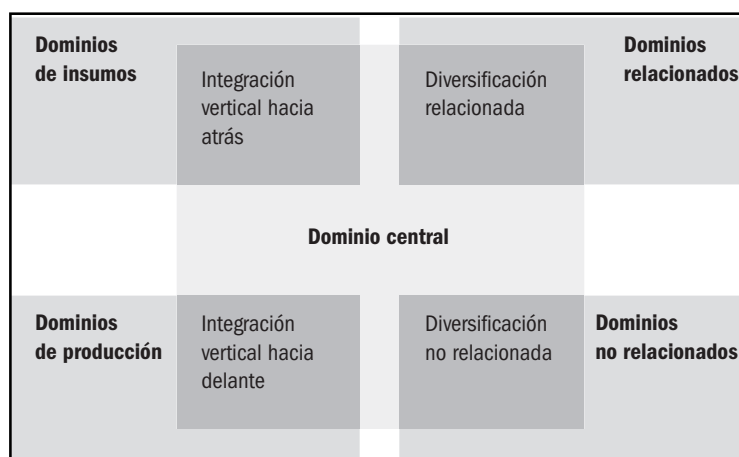 Dominios
de insumos
Integración
vertical hacia
atrás
Diversificación
relacionada
Dominios
relacionados
Dominio central
Dominios
de producción
Integración
vertical hacia
delante
Diversificación
no relacionada
Dominios
no relacionados